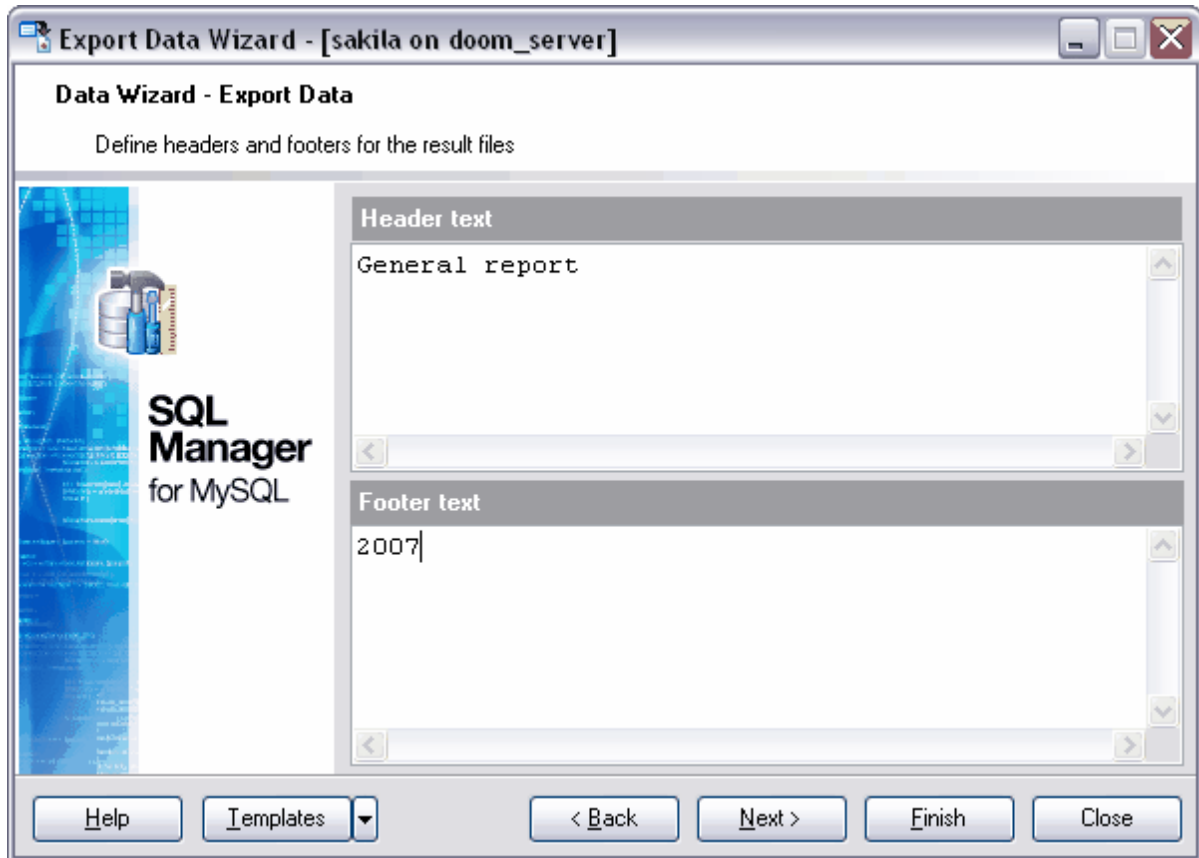 Export Data Wizard - [sakila on doom_server]
Data Wizard - Export Data
Define headers and footers for the result files
Header text
General report
SQL
Manager
for MySQL
Footer text
2007
Help
Templates
< Back
Next >
Finish
Close